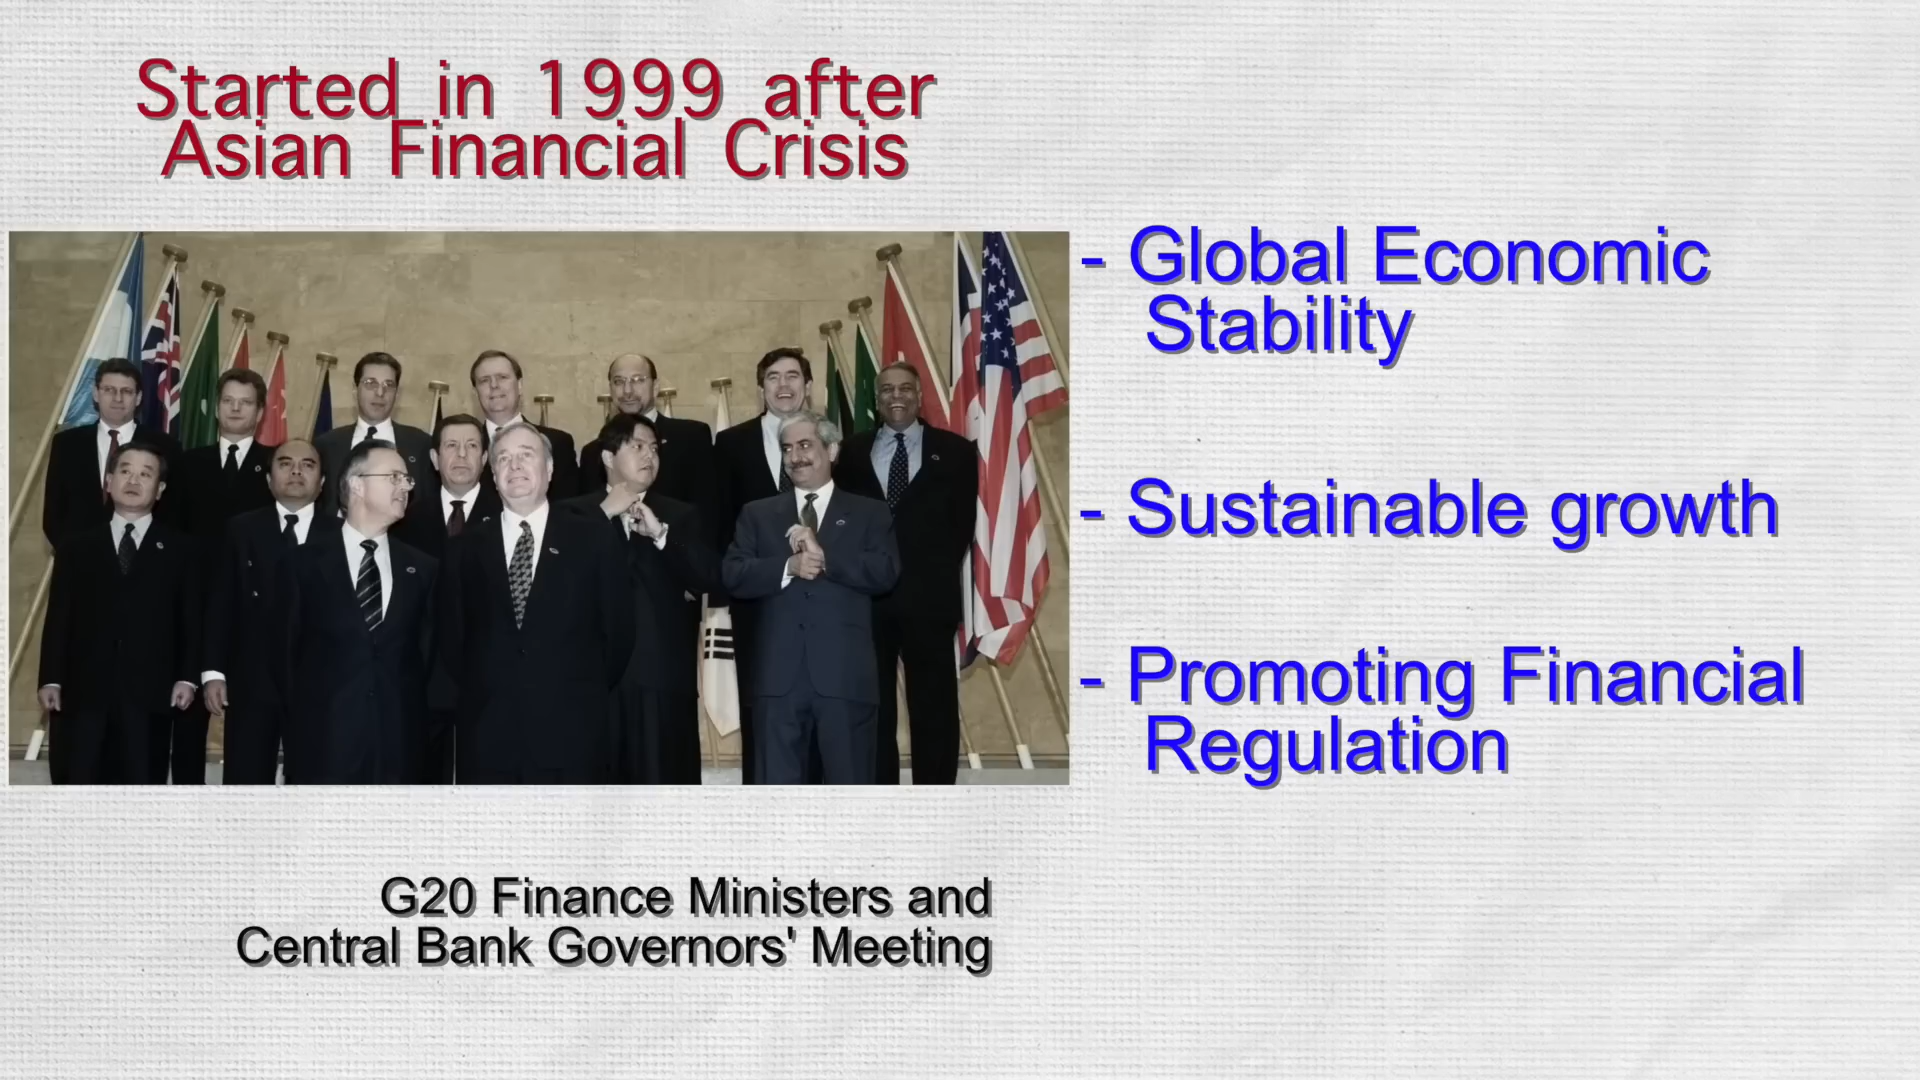 Started in 1999 after
Asian Financial Crisis
- Global Economic
Stability
- Sustainable growth
- Promoting Financial
Regulation
G20 Finance Ministers and
Central Bank Governors' Meeting